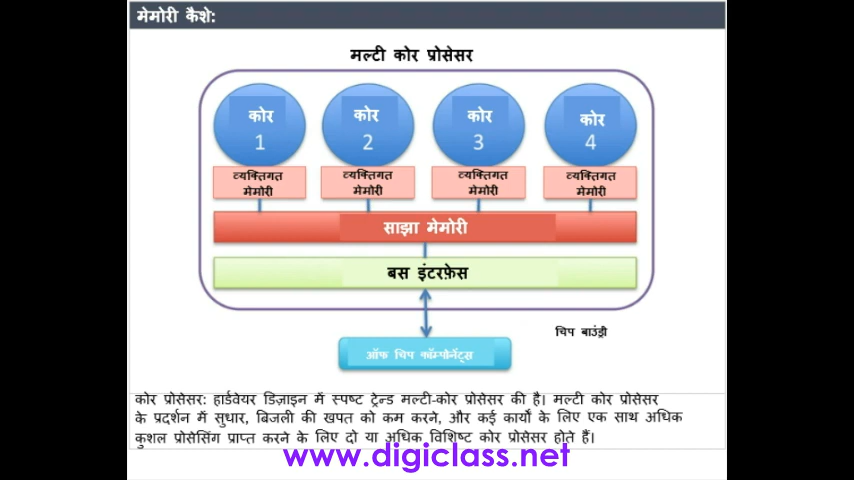 मेमोरी कैशे:
मल्टी कोर प्रोसेसर
कोर
1
कोर
2
कोर
3
कोर
4
व्यक्तिगत
मेमोरी
व्यक्तिगत
मेमोरी
व्यक्तिगत
मेमोरी
व्यक्तिगत
मेमोरी
साझा मेमोरी
बस इंटरफ़ेस
चिप बाउंड्री
ऑफ चिप कॉम्पोनेंट्स
कोर प्रोसेसर: हार्डवेयर डिज़ाइन में स्पष्ट ट्रेन्ड मल्टी-कोर प्रोसेसर की है। मल्टी कोर प्रोसेसर
के प्रदर्शन में सुधार, बिजली की खपत को कम करने, और कई कार्यों के लिए एक साथ अधिक
कुशल प्रोसेसिंग प्राप्त करने के लिए दो या अधिक विशिष्ट कोर प्रोसेसर होते हैं।
www.digiclass.net